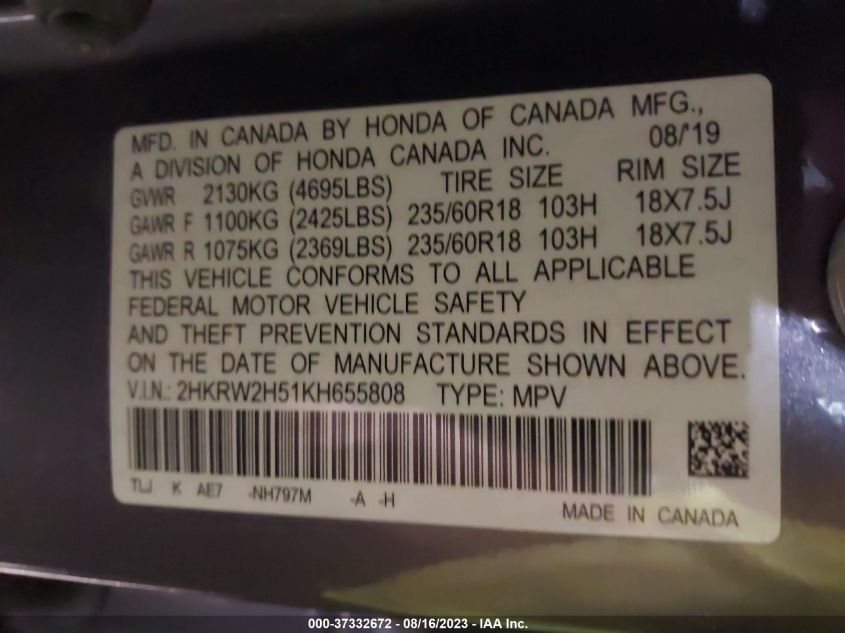 MFD. IN CANADA BY HONDA OF CANADA MFG.,
A DIVISION OF HONDA CANADA INC. 08/'19
GVWR 2130KG (4695LBS) TIRE SIZE RIM SIZE
GAWR F 1100KG (2425LBS) 235/60R18 103H 18X7.5J
GAWR R 1075KG (2369LBS) 235/60R18 103H 18X7.5J
THIS VEHICLE CONFORMS TO ALL APPLICABLE
FEDERAL MOTOR VEHICLE SAFETY
AND THEFT PREVENTION STANDARDS IN EFFECT
ON THE DATE OF MANUFACTURE SHOWN ABOVE.
V.I.N.: 2HKRW2H51KH655808 TYPE: MPV
TLJ K AE7 -NH797M -A -H
MADE IN CANADA
000-37332672 - 08/16/2023 - IAA Inc.